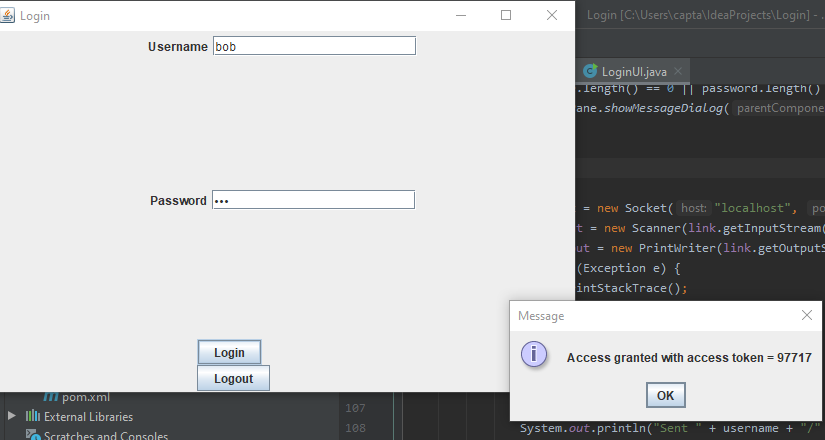 Login
Username bob
Password •••
Login
Logout
Login [C:\Users\capta\IdeaProjects\Login] - .
LoginUI.java
.length() == 0 || password.length()
ane.showMessageDialog( parentCompone
= new Socket( host: "localhost", po
t = new Scanner(link.getInputStream(
ut = new PrintWriter(link.getOutputS
(Exception e) {
intStackTrace();
Message
Access granted with access token = 97717
OK
pom.xml
External Libraries
Scratches and Consoles
107
108
System.out.println("Sent " + username + "/"